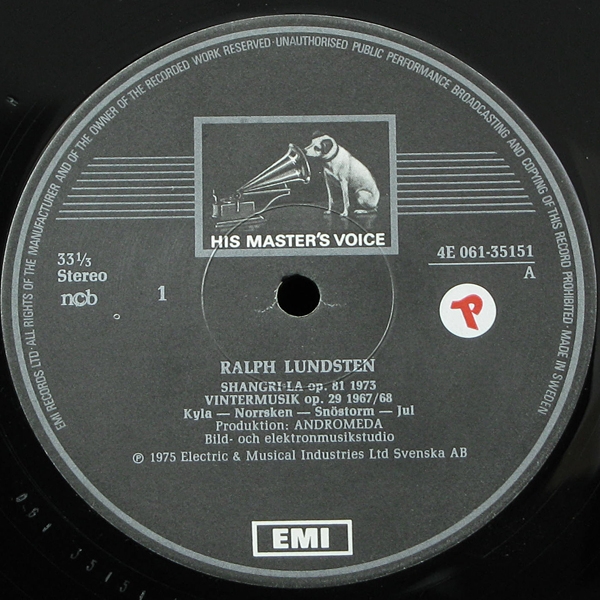 EMI RECORDS LTD · ALL RIGHTS OF THE MANUFACTURER AND OF THE OWNER OF THE RECORDED WORK RESERVED · UNAUTHORISED PUBLIC PERFORMANCE BROADCASTING AND COPYING OF THIS RECORD PROHIBITED · MADE IN SWEDEN
HIS MASTER'S VOICE
33⅓
Stereo
ncb
1
4E 061-35151
A
P
RALPH LUNDSTEN
SHANGRI-LA op. 81 1973
VINTERMUSIK op. 29 1967/68
Kyla — Norrsken — Snöstorm — Jul
Produktion: ANDROMEDA
Bild- och elektronmusikstudio
℗ 1975 Electric & Musical Industries Ltd Svenska AB
EMI
061 35151